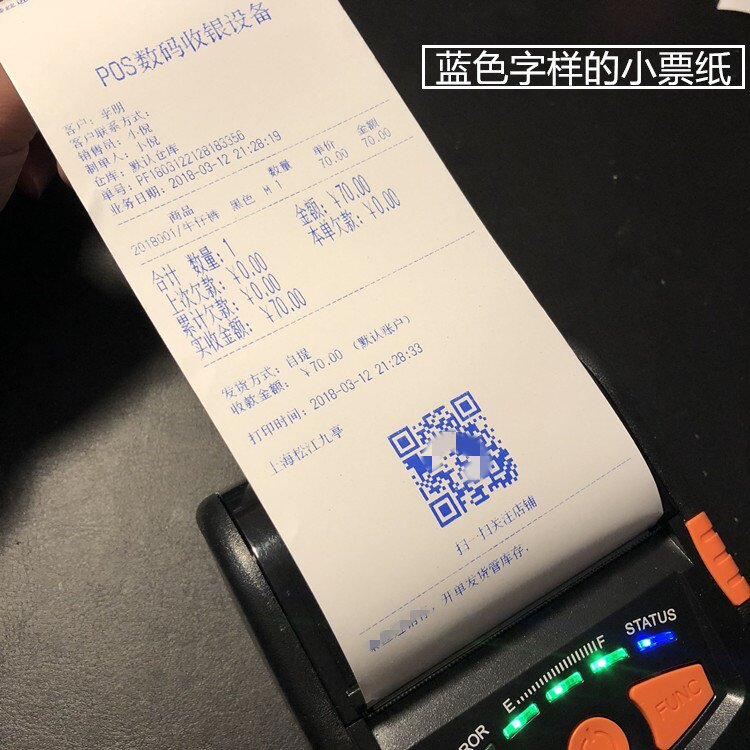 蓝色字样的小票纸
POS数码收银设备
客户: 李明
客户联系方式:
销售员: 小悦
制单人: 小悦
仓库: 默认仓库
单号: PF1803122128183356
业务日期: 2018-03-12 21:28:19
商品 数量 单价 金额
2018001/牛仔裤 黑色 M 1 70.00 70.00
合计 数量: 1 金额: ￥70.00
上次欠款: ￥0.00 本单欠款: ￥0.00
累计欠款: ￥0.00
实收金额: ￥70.00
发货方式: 自提
收款金额: ￥70.00 (默认账户)
打印时间: 2018-03-12 21:28:33
上海松江九亭
扫一扫关注店铺
开单发货管库存.
STATUS
E F
FUNC